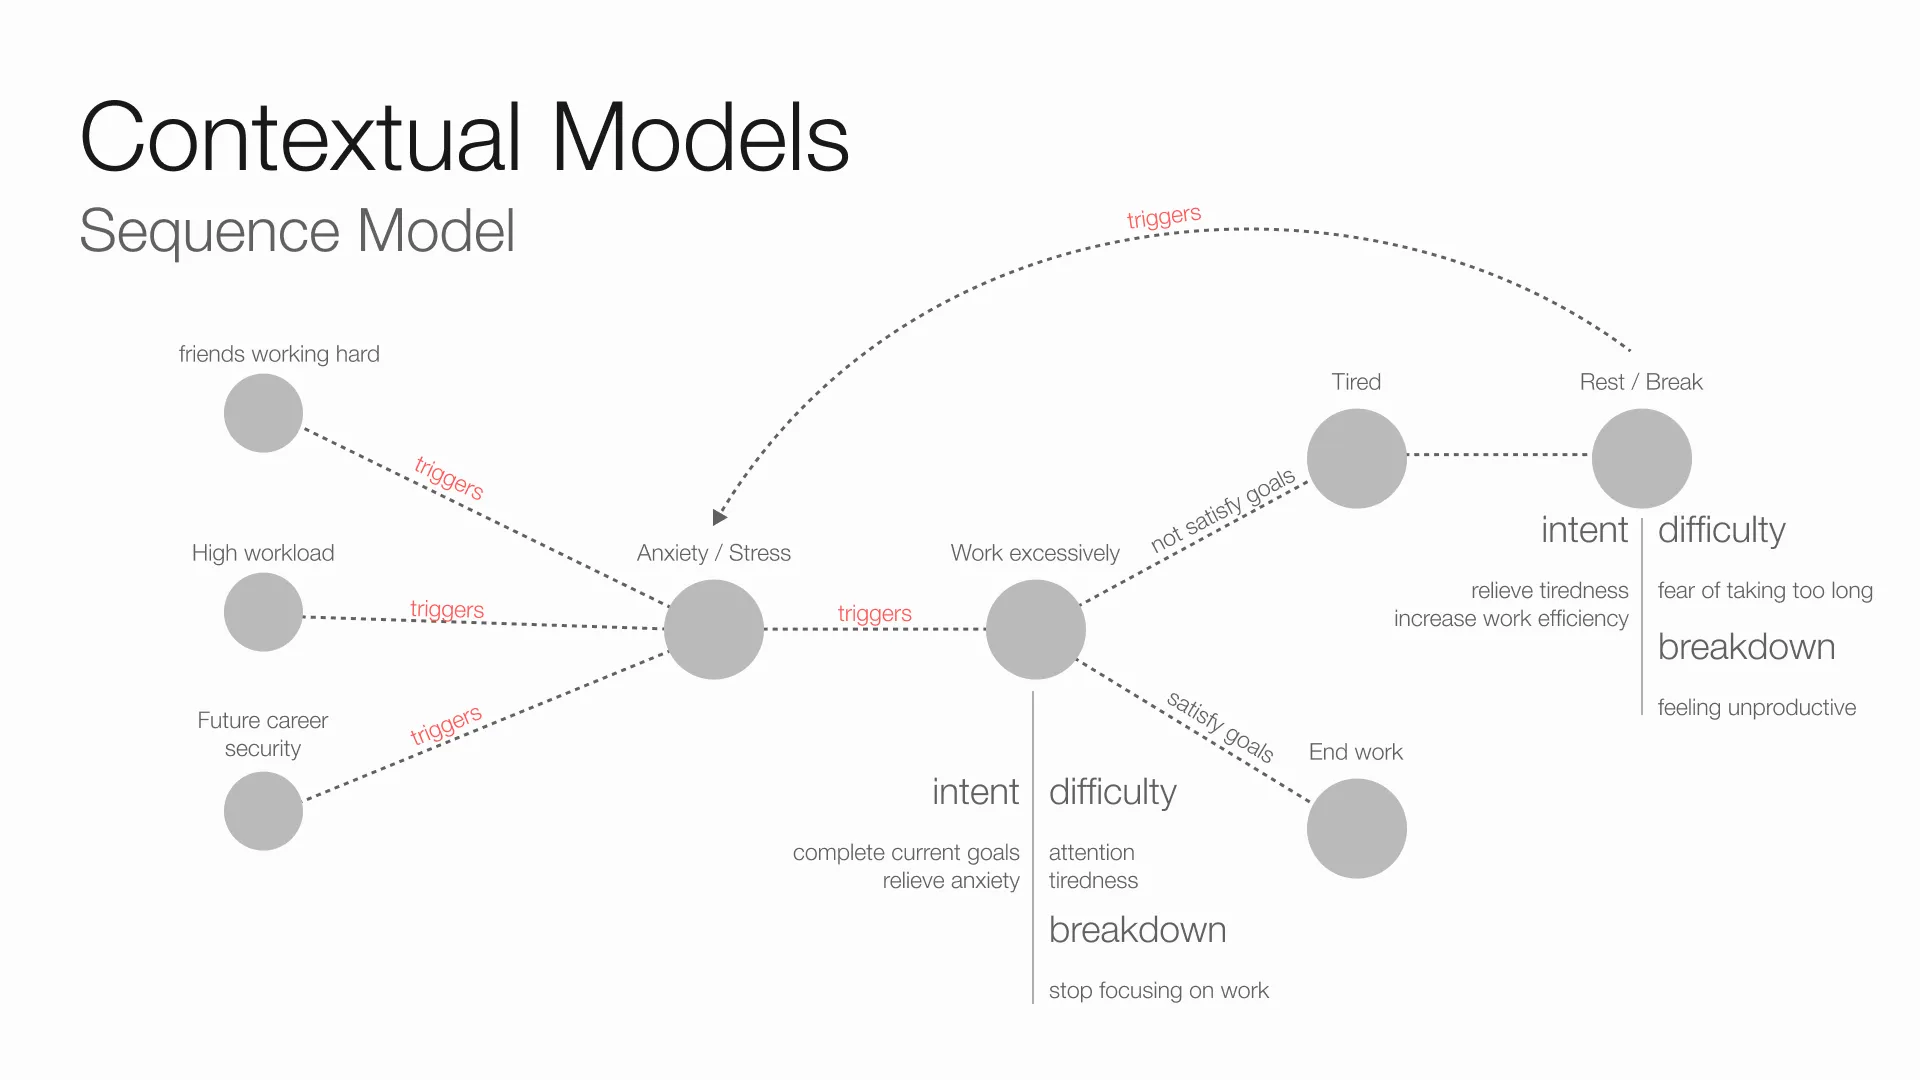 Contextual Models
Sequence Model
triggers
friends working hard
Tired
Rest / Break
triggers
not satisfy goals
intent
difficulty
High workload
Anxiety / Stress
Work excessively
triggers
triggers
relieve tiredness
increase work efficiency
fear of taking too long
breakdown
feeling unproductive
Future career
security
triggers
satisfy goals
End work
intent
difficulty
complete current goals
relieve anxiety
attention
tiredness
breakdown
stop focusing on work